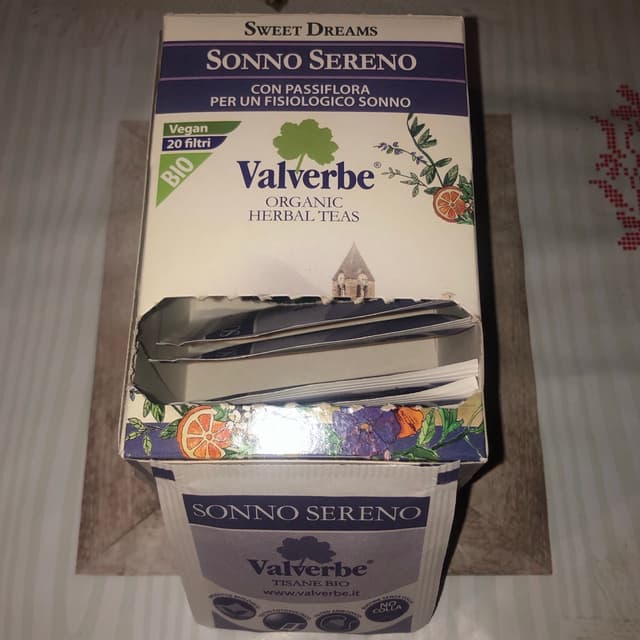 SWEET DREAMS
SONNO SERENO
CON PASSIFLORA
PER UN FISIOLOGICO SONNO
Vegan
20 filtri
BIO
Valverbe®
ORGANIC
HERBAL TEAS
SONNO SERENO
Valverbe®
TISANE BIO
www.valverbe.it
NO
COLLA